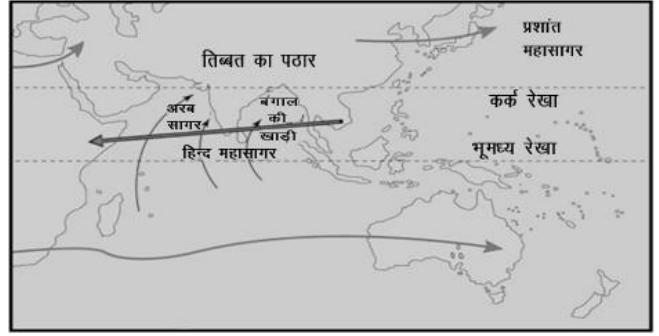 प्रशांत
महासागर
तिब्बत का पठार
अरब
सागर
बंगाल
की
खाड़ी
कर्क रेखा
हिन्द महासागर
भूमध्य रेखा